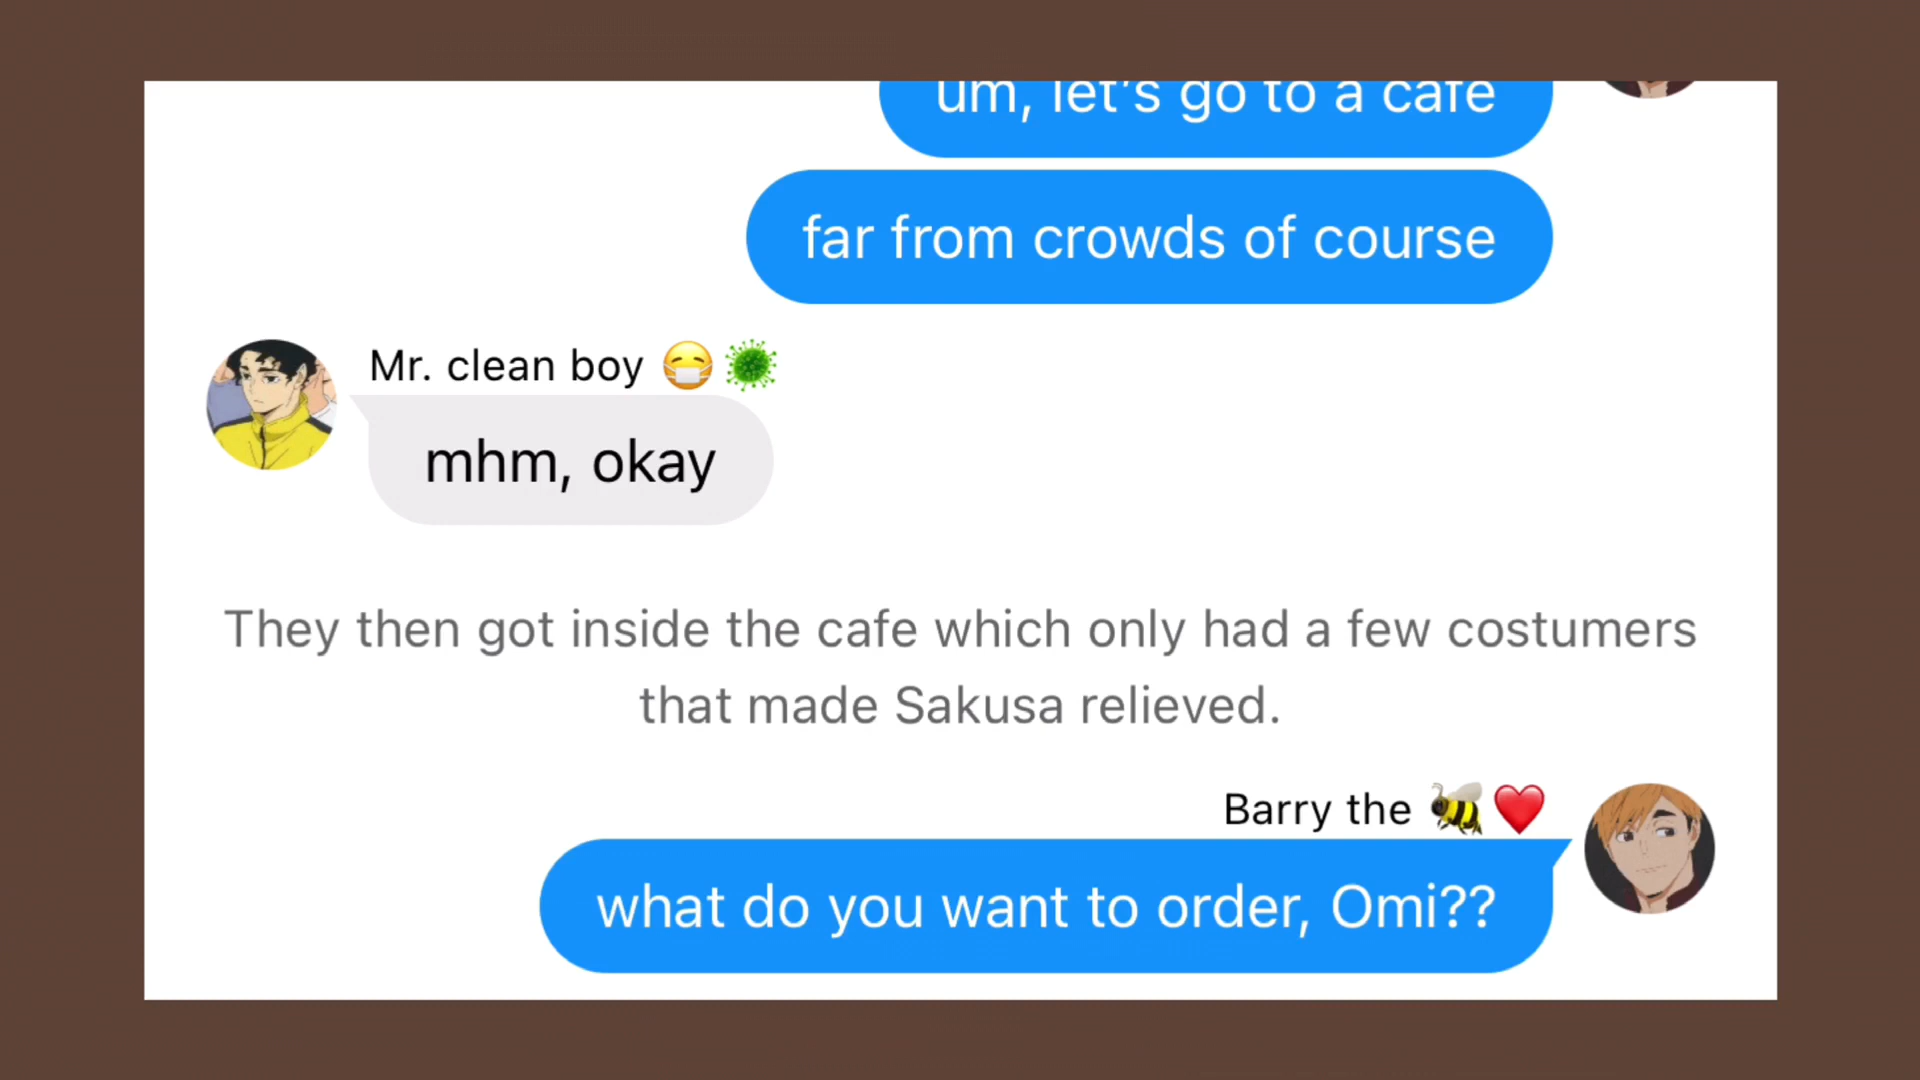 um, let's go to a cafe
far from crowds of course
Mr. clean boy 😷🦠
mhm, okay
They then got inside the cafe which only had a few costumers
that made Sakusa relieved.
Barry the 🐝❤️
what do you want to order, Omi??